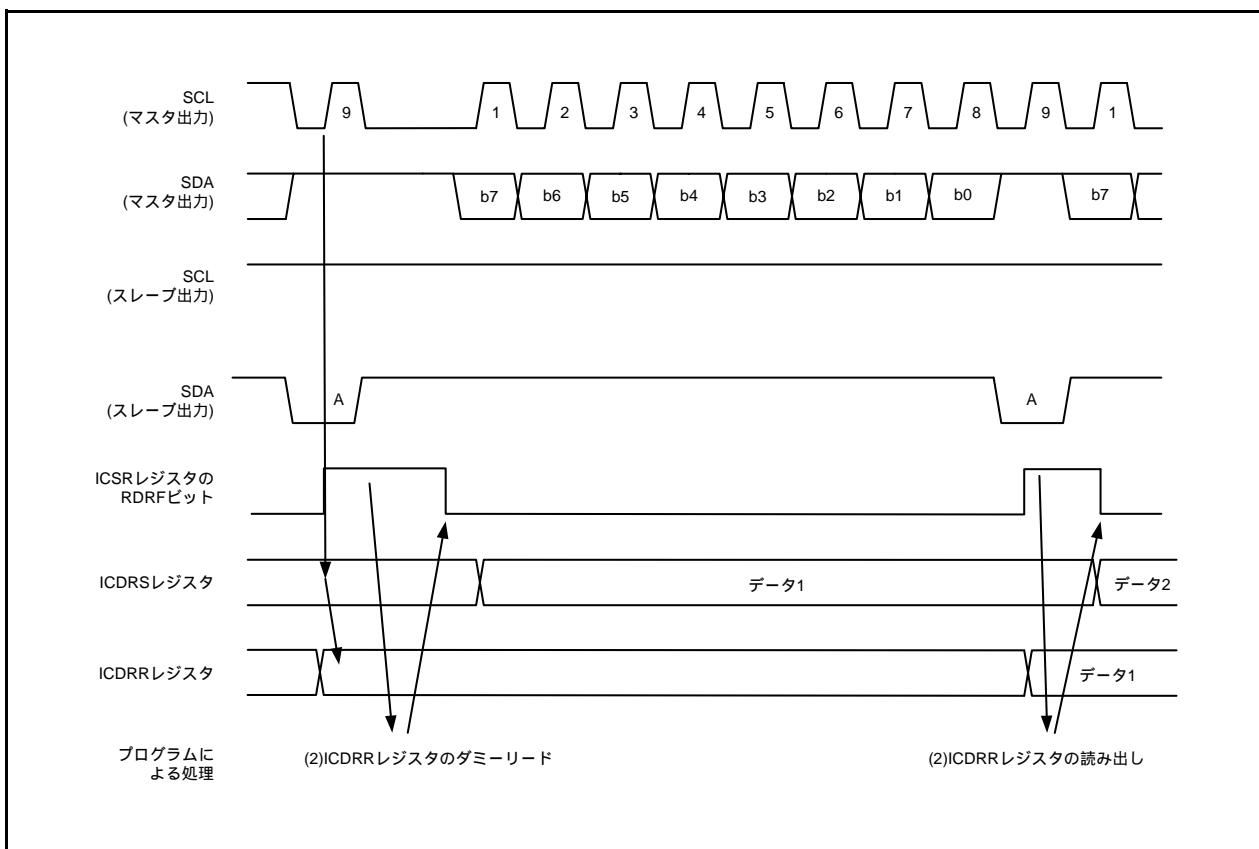 SCL
(マスタ出力)
9
1
2
3
4
5
6
7
8
9
1
SDA
(マスタ出力)
b7
b6
b5
b4
b3
b2
b1
b0
b7
SCL
(スレーブ出力)
SDA
(スレーブ出力)
A
A
ICSRレジスタの
RDRFビット
ICDRSレジスタ
データ1
データ2
ICDRRレジスタ
データ1
プログラムに
よる処理
(2)ICDRRレジスタのダミーリード
(2)ICDRRレジスタの読み出し